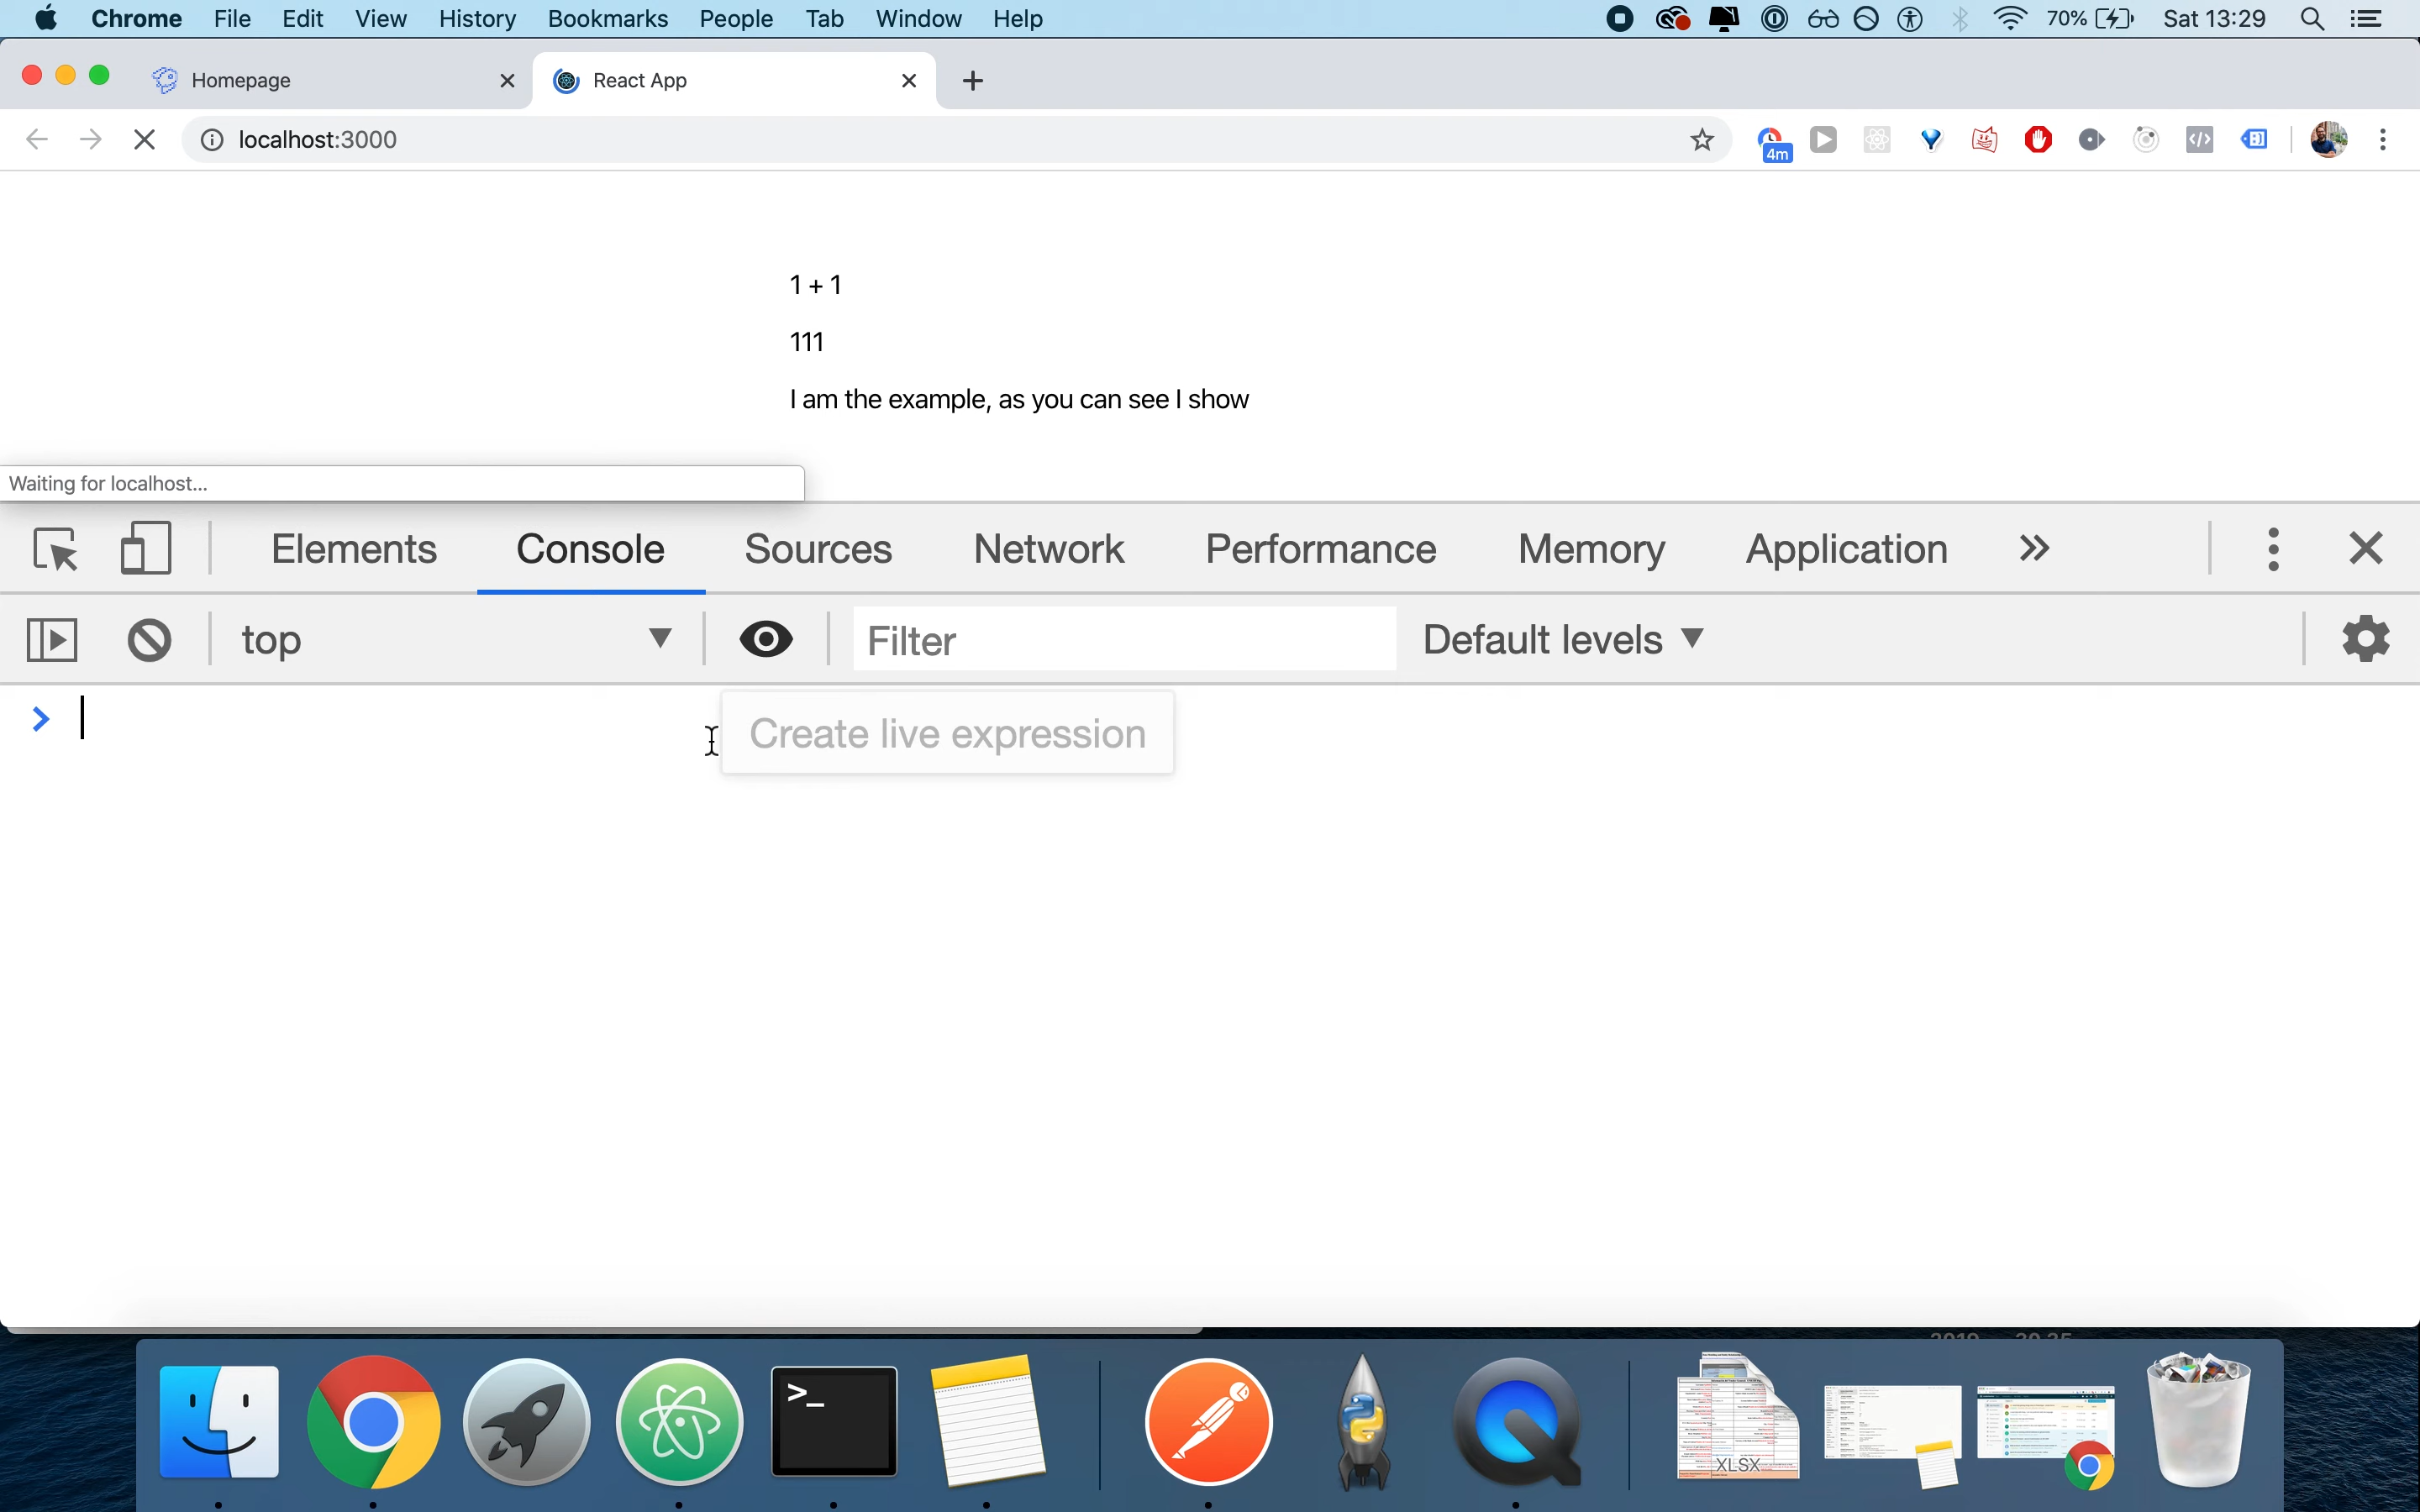 Chrome File Edit View History Bookmarks People Tab Window Help 70% Sat 13:29
Homepage React App
localhost:3000 4m
1 + 1
111
I am the example, as you can see I show
Waiting for localhost...
Elements Console Sources Network Performance Memory Application
top Filter Default levels
Create live expression
XLSX